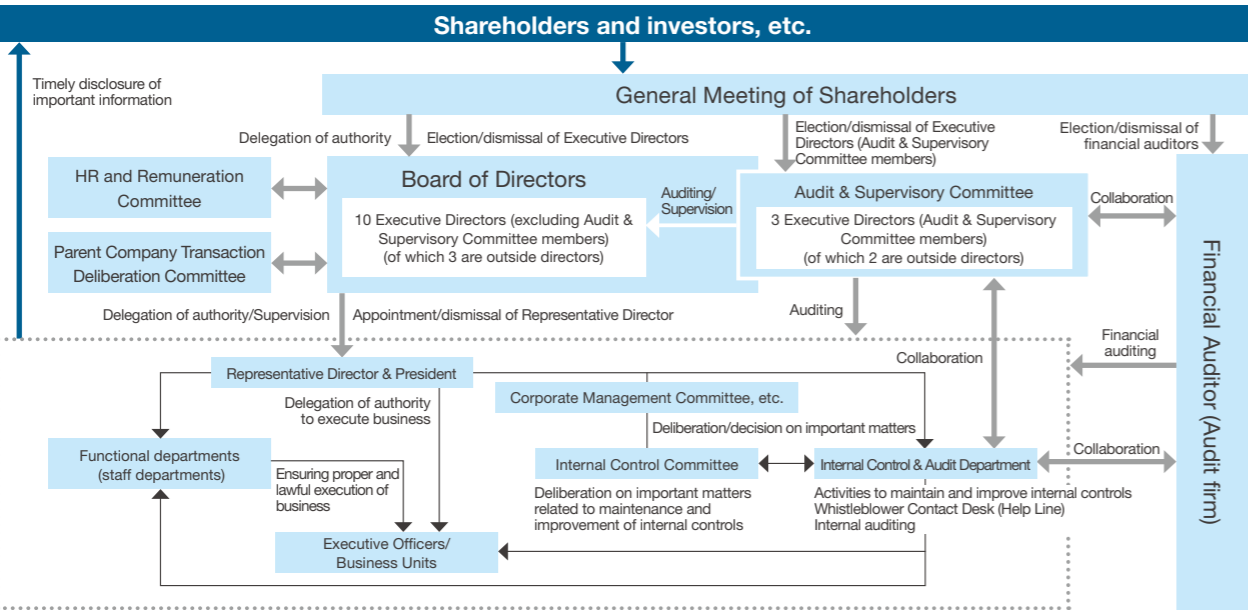 Shareholders and investors, etc.
Timely disclosure of
important information
General Meeting of Shareholders
Delegation of authority
Election/dismissal of Executive Directors
Election/dismissal of Executive
Directors (Audit & Supervisory
Committee members)
Election/dismissal of
financial auditors
HR and Remuneration
Committee
Board of Directors
10 Executive Directors (excluding Audit &
Supervisory Committee members)
(of which 3 are outside directors)
Auditing/
Supervision
Audit & Supervisory Committee
3 Executive Directors (Audit & Supervisory
Committee members)
(of which 2 are outside directors)
Collaboration
Parent Company Transaction
Deliberation Committee
Financial Auditor (Audit firm)
Delegation of authority/Supervision
Appointment/dismissal of Representative Director
Auditing
Collaboration
Financial
auditing
Representative Director & President
Delegation of authority
to execute business
Corporate Management Committee, etc.
Deliberation/decision on important matters
Functional departments
(staff departments)
Ensuring proper and
lawful execution of
business
Internal Control Committee
Deliberation on important matters
related to maintenance and
improvement of internal controls
Internal Control & Audit Department
Activities to maintain and improve internal controls
Whistleblower Contact Desk (Help Line)
Internal auditing
Collaboration
Executive Officers/
Business Units